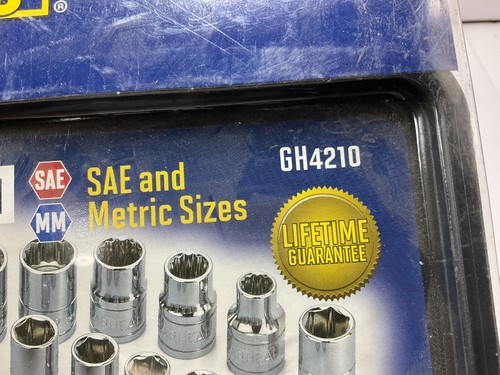 ®
SAE
MM
SAE and
Metric Sizes
GH4210
LIFETIME
GUARANTEE